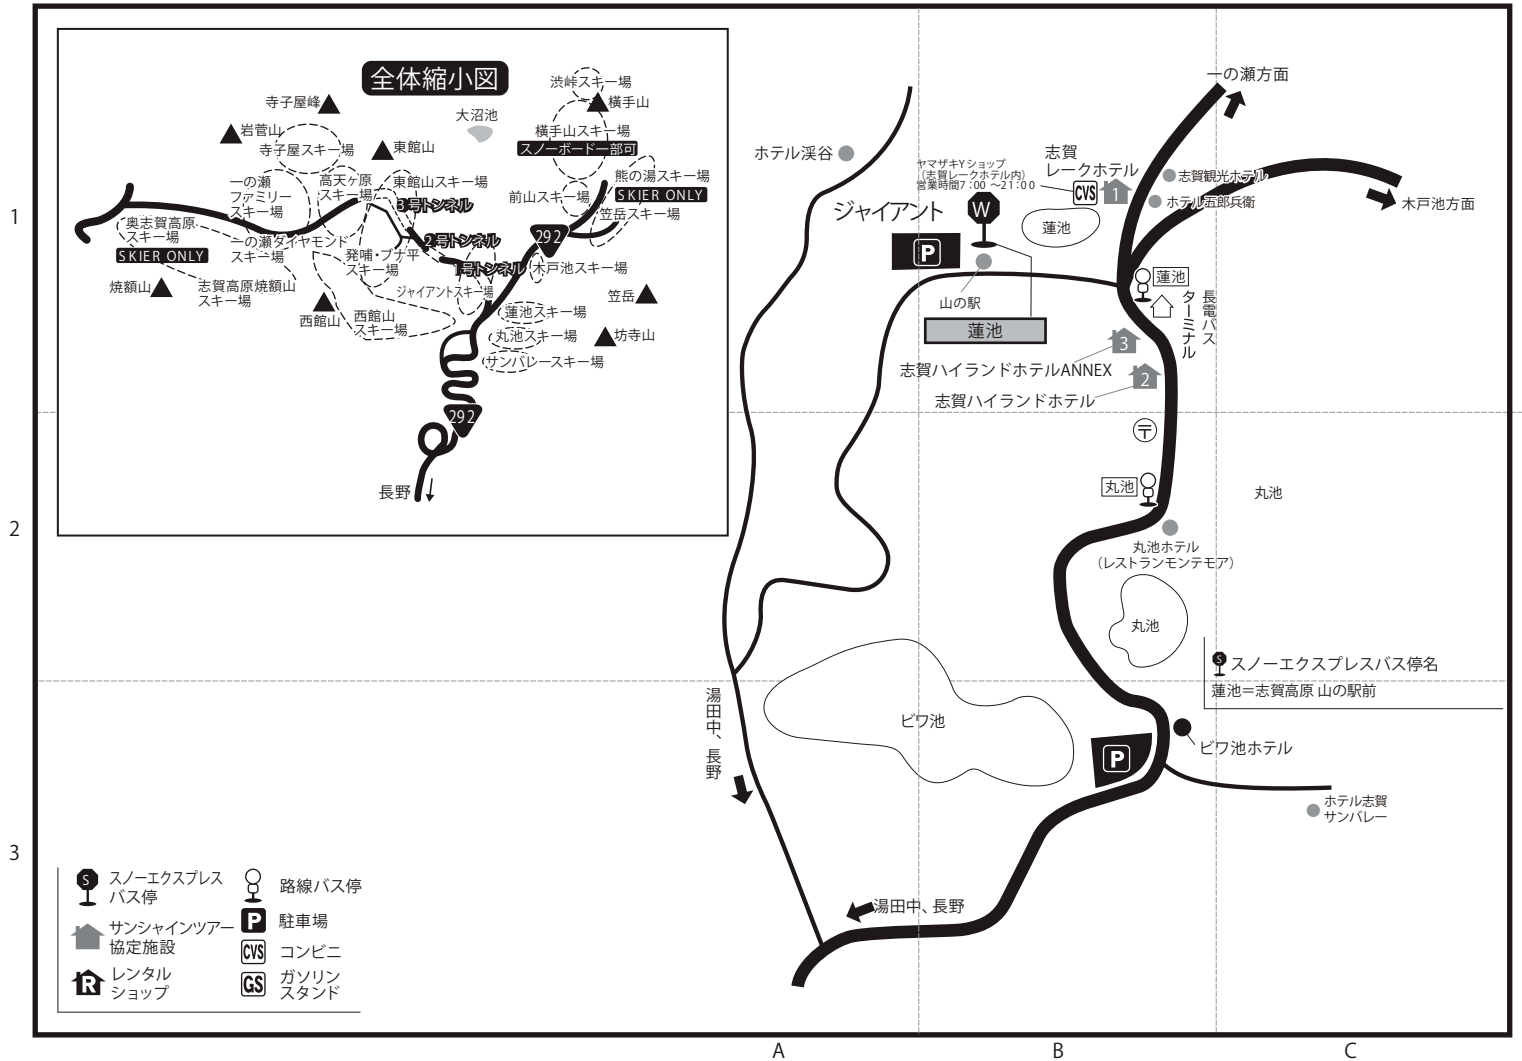 全体縮小図
渋峠スキー場
寺子屋峰
横手山
大沼池
岩菅山
横手山スキー場
スノーボード一部可
寺子屋スキー場
東館山
熊の湯スキー場
SKIER ONLY
一の瀬
ファミリー
スキー場
高天ヶ原
スキー場
東館山スキー場
前山スキー場
3号トンネル
笠岳スキー場
奥志賀高原
スキー場
SKIER ONLY
292
2号トンネル
一の瀬ダイヤモンド
スキー場
発哺・ブナ平
スキー場
1号トンネル
木戸池スキー場
焼額山
志賀高原焼額山
スキー場
ジャイアントスキー場
笠岳
西館山
西館山
スキー場
蓮池スキー場
丸池スキー場
坊寺山
サンバレースキー場
292
長野
一の瀬方面
ホテル渓谷
ヤマザキYショップ
(志賀レークホテル内)
営業時間7:00~21:00
志賀
レークホテル
CVS
1
志賀観光ホテル
ホテル五郎兵衛
木戸池方面
ジャイアント
W
蓮池
P
蓮池
山の駅
長電バス
ターミナル
蓮池
3
志賀ハイランドホテルANNEX
2
志賀ハイランドホテル
〒
丸池
丸池
丸池ホテル
(レストランモンテモア)
丸池
S
スノーエクスプレスバス停名
蓮池=志賀高原 山の駅前
湯田中、長野
ビワ池
P
ビワ池ホテル
ホテル志賀
サンバレー
湯田中、長野
S
スノーエクスプレス
バス停
路線バス停
サンシャインツアー
協定施設
P
駐車場
CVS
コンビニ
R
レンタル
ショップ
GS
ガソリン
スタンド
1
2
3
A
B
C